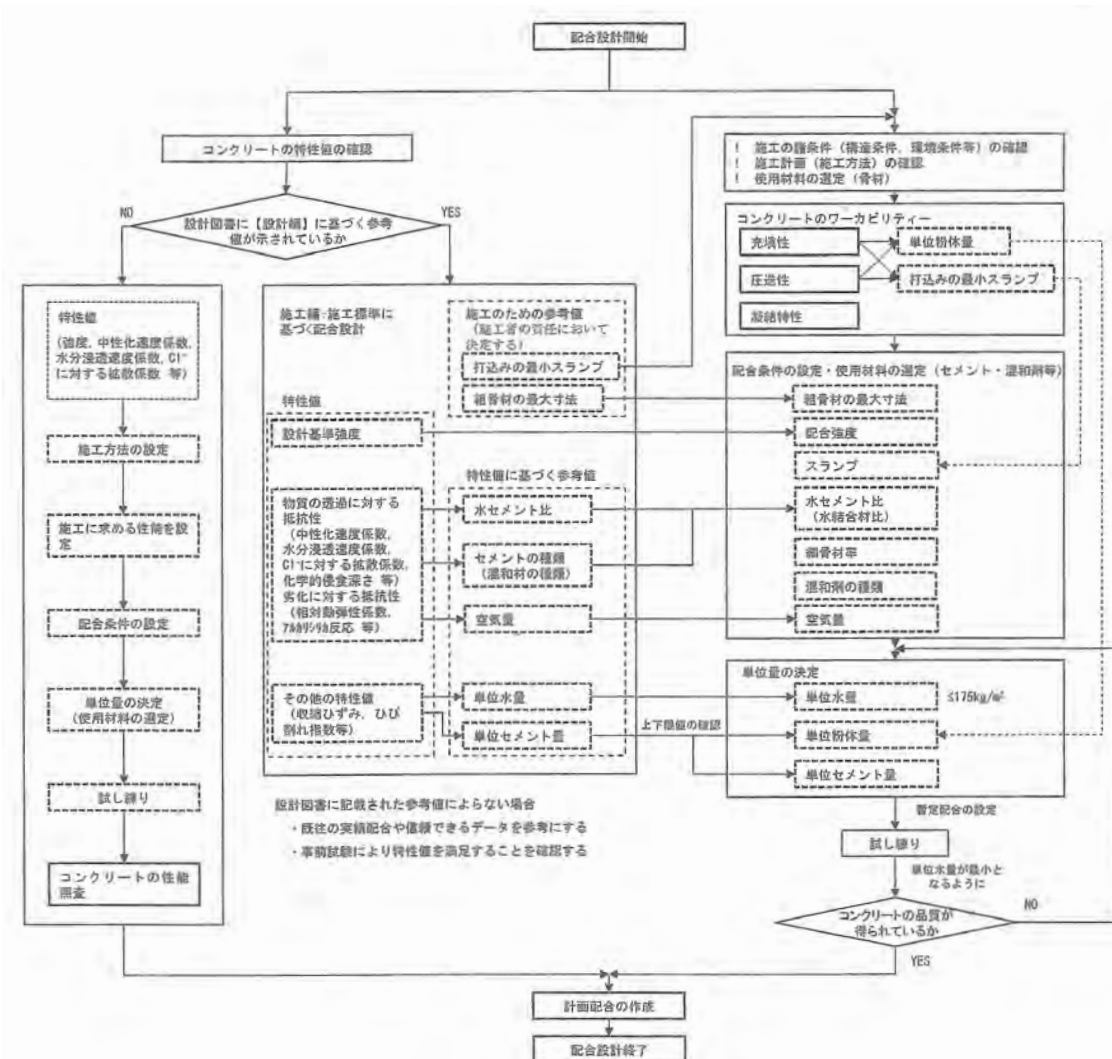 配合設計開始
コンクリートの特性値の確認
NO
YES
設計図書に【設計編】に基づく参考
値が示されているか
特性値
(強度,中性化速度係数,
水分浸透速度係数,Cl⁻
に対する拡散係数 等)
施工方法の設定
施工に求める性能を設
定
配合条件の設定
単位量の決定
(使用材料の選定)
試し練り
コンクリートの性能
照査
施工編:施工標準に
基づく配合設計
施工のための参考値
(施工者の責任において
決定する)
打込みの最小スランプ
粗骨材の最大寸法
特性値
設計基準強度
特性値に基づく参考値
物質の透過に対する
抵抗性
(中性化速度係数,
水分浸透速度係数,
Cl⁻に対する拡散係数,
化学的侵食深さ 等)
劣化に対する抵抗性
(相対動弾性係数,
アルカリシリカ反応 等)
水セメント比
セメントの種類
(混和材の種類)
空気量
その他の特性値
(収縮ひずみ,ひび
割れ指数等)
単位水量
単位セメント量
上下限値の確認
設計図書に記載された参考値によらない場合
・既往の実績配合や信頼できるデータを参考にする
・事前試験により特性値を満足することを確認する
! 施工の諸条件(構造条件,環境条件等)の確認
! 施工計画(施工方法)の確認
! 使用材料の選定(骨材)
コンクリートのワーカビリティー
充填性
単位粉体量
圧送性
打込みの最小スランプ
凝結特性
配合条件の設定・使用材料の選定(セメント・混和剤等)
粗骨材の最大寸法
配合強度
スランプ
水セメント比
(水結合材比)
細骨材率
混和剤の種類
空気量
単位量の決定
単位水量
≦175kg/m³
単位粉体量
単位セメント量
暫定配合の設定
試し練り
単位水量が最小と
なるように
コンクリートの品質が
得られているか
NO
YES
計画配合の作成
配合設計終了